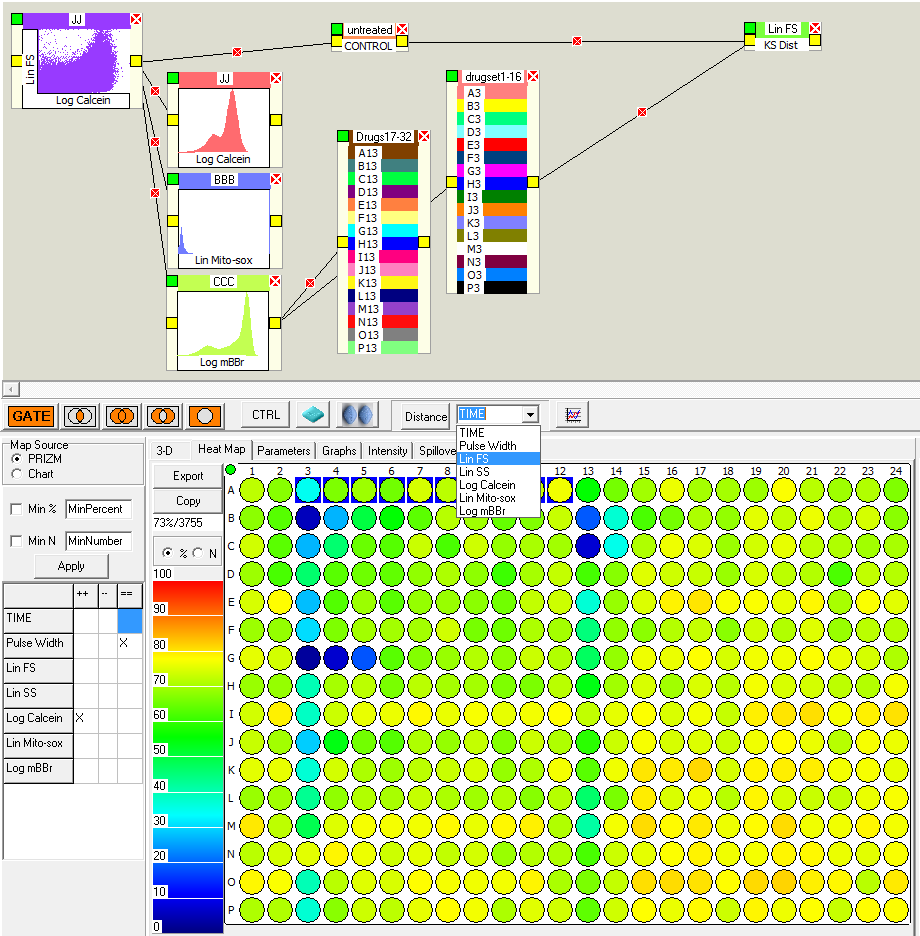 JJ
Lin FS
Log Calcein
untreated
CONTROL
Lin FS
KS Dist
JJ
Log Calcein
BBB
Lin Mito-sox
CCC
Log mBBr
Drugs17-32
A13
B13
C13
D13
E13
F13
G13
H13
I13
J13
K13
L13
M13
N13
O13
P13
drugset1-16
A3
B3
C3
D3
E3
F3
G3
H3
I3
J3
K3
L3
M3
N3
O3
P3
GATE
CTRL
Distance
TIME
TIME
Pulse Width
Lin FS
Lin SS
Log Calcein
Lin Mito-sox
Log mBBr
Map Source
PRIZM
Chart
Min % MinPercent
Min N MinNumber
Apply
++ -- ==
TIME
Pulse Width X
Lin FS
Lin SS
Log Calcein X
Lin Mito-sox
Log mBBr
3-D Heat Map Parameters Graphs Intensity Spillove
Export
Copy
73%/3755
% N
100
90
80
70
60
50
40
30
20
10
0
1 2 3 4 5 6 7 8 12 13 14 15 16 17 18 19 20 21 22 23 24
A
B
C
D
E
F
G
H
I
J
K
L
M
N
O
P